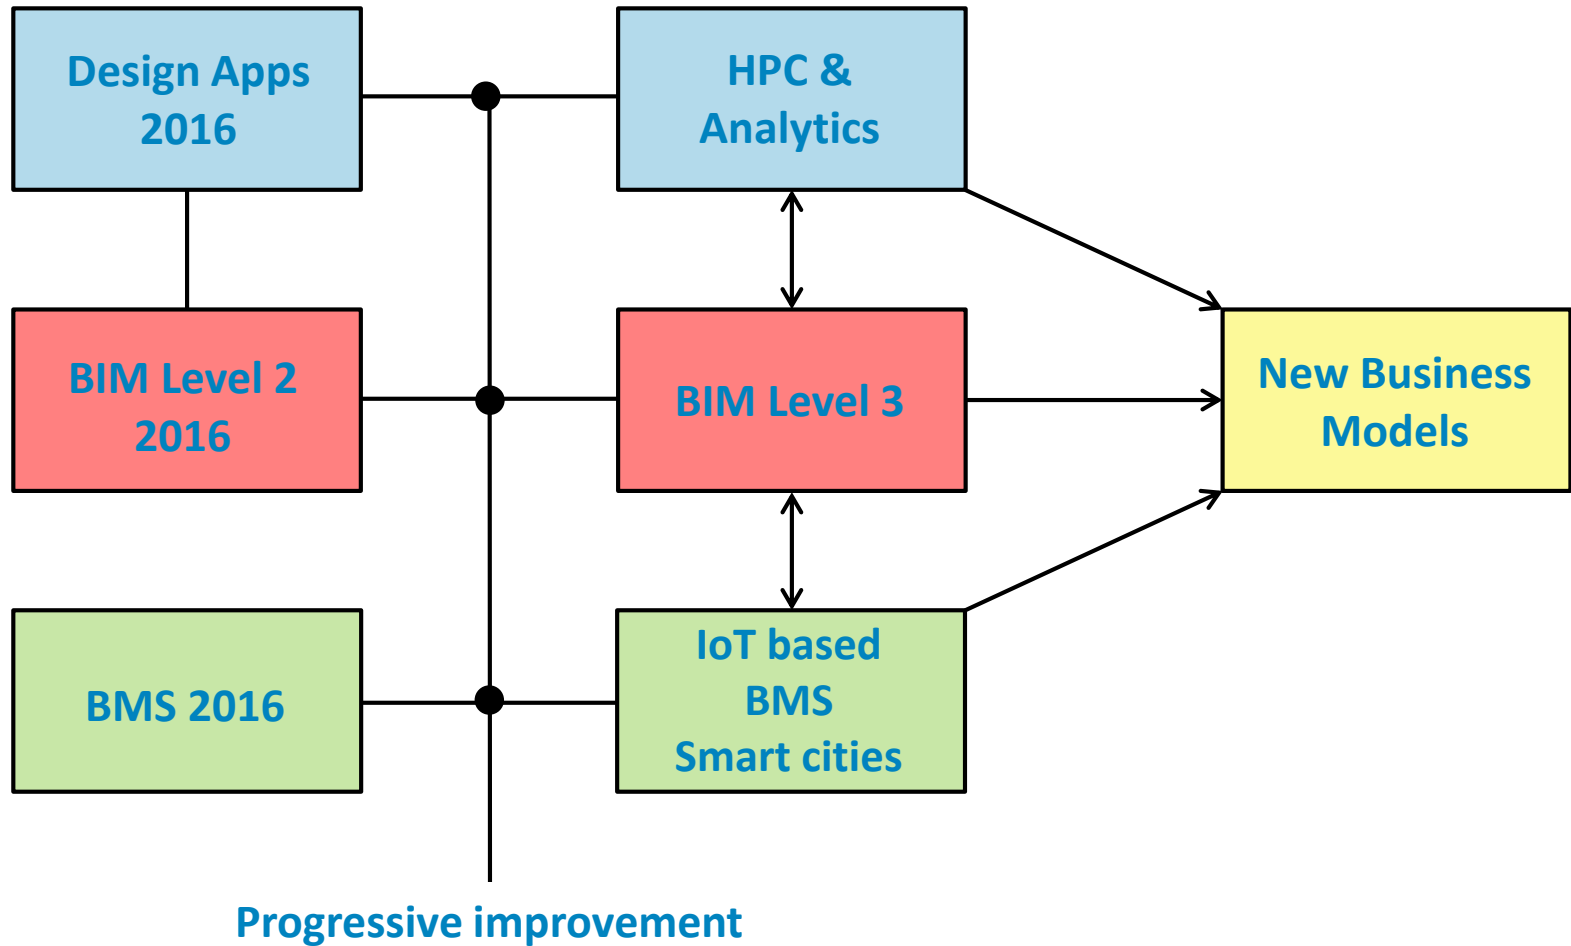 Design Apps
2016
HPC &
Analytics
BIM Level 2
2016
BIM Level 3
New Business
Models
BMS 2016
IoT based
BMS
Smart cities
Progressive improvement